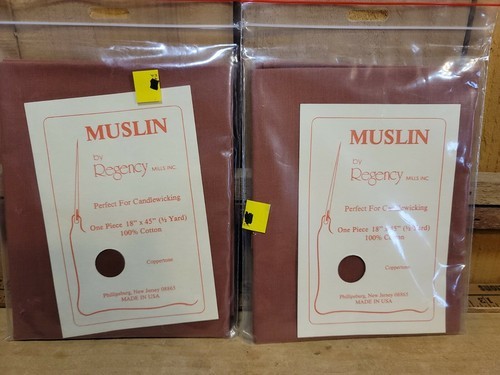 MUSLIN
by
Regency MILLS INC.
Perfect For Candlewicking
One Piece 18" x 45" (½ Yard)
100% Cotton
Coppertone
Phillipsburg, New Jersey 08865
MADE IN USA
MUSLIN
by
Regency MILLS INC.
Perfect For Candlewicking
One Piece 18" x 45" (½ Yard)
100% Cotton
Coppertone
Phillipsburg, New Jersey 08865
MADE IN USA